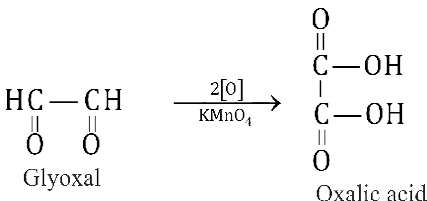 O
||
C—OH
|
HC—CH
2[O]
KMnO4
C—OH
|| ||
||
O O
O
Glyoxal
Oxalic acid